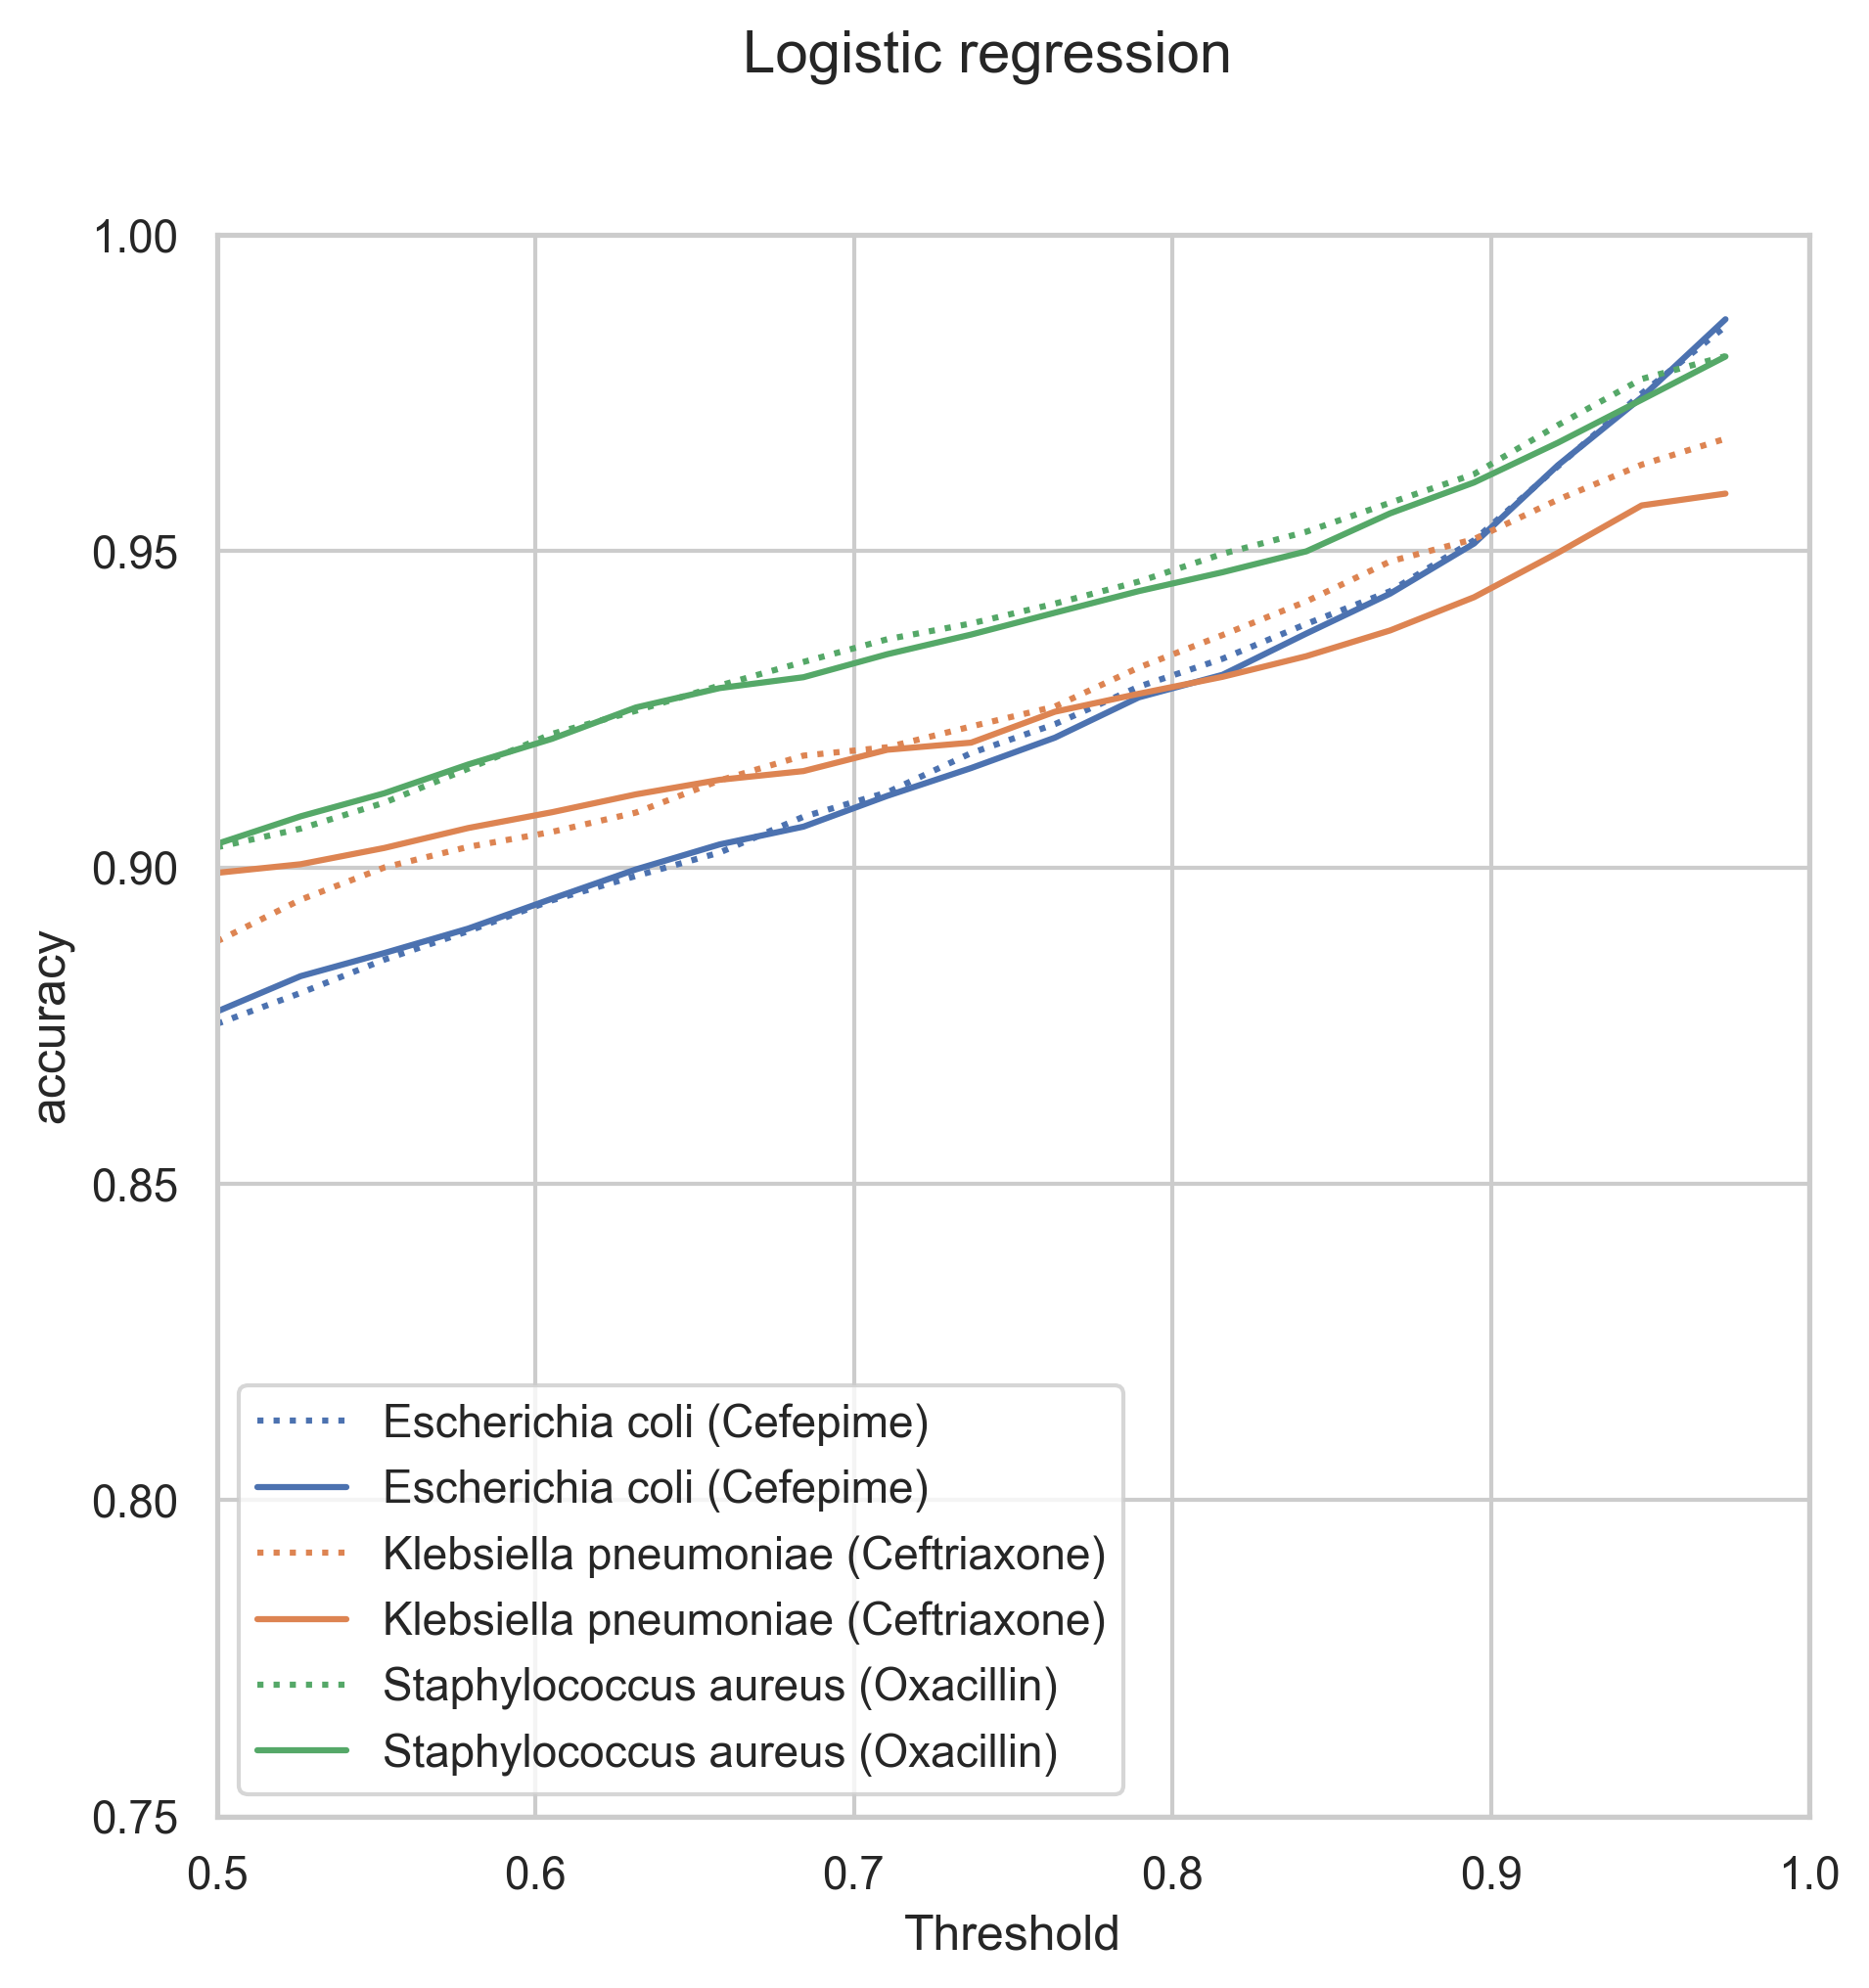 Logistic regression
1.00
0.95
0.90
0.85
0.80
0.75
accuracy
Escherichia coli (Cefepime)
Escherichia coli (Cefepime)
Klebsiella pneumoniae (Ceftriaxone)
Klebsiella pneumoniae (Ceftriaxone)
Staphylococcus aureus (Oxacillin)
Staphylococcus aureus (Oxacillin)
0.5 0.6 0.7 0.8 0.9 1.0
Threshold